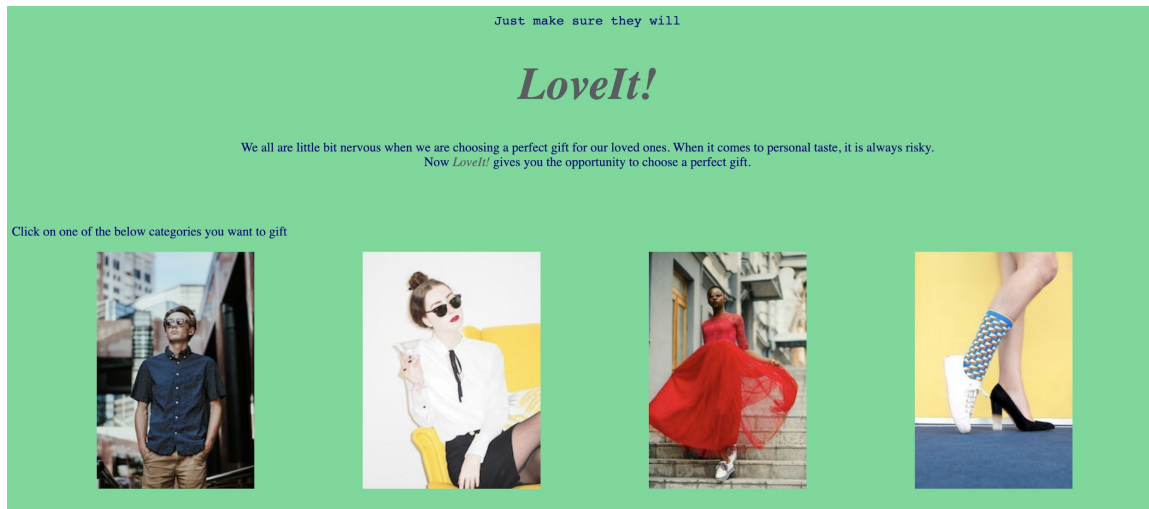 Just make sure they will
LoveIt!
We all are little bit nervous when we are choosing a perfect gift for our loved ones. When it comes to personal taste, it is always risky.
Now LoveIt! gives you the opportunity to choose a perfect gift.
Click on one of the below categories you want to gift